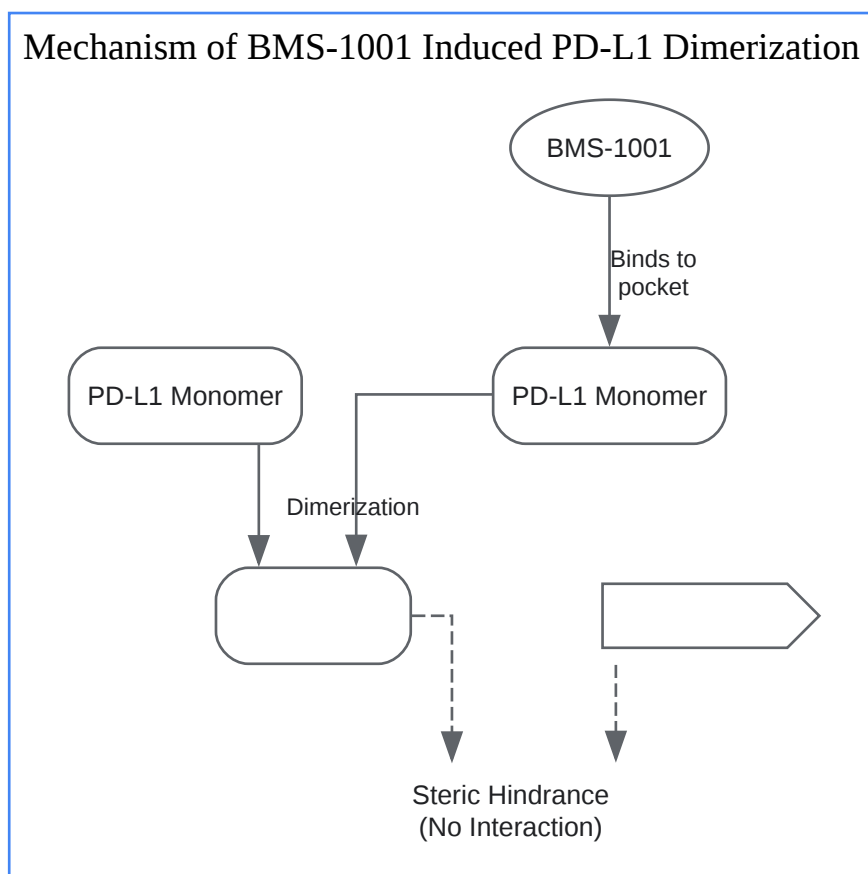 Mechanism of BMS-1001 Induced PD-L1 Dimerization
BMS-1001
Binds to
pocket
PD-L1 Monomer
PD-L1 Monomer
Dimerization
Steric Hindrance
(No Interaction)